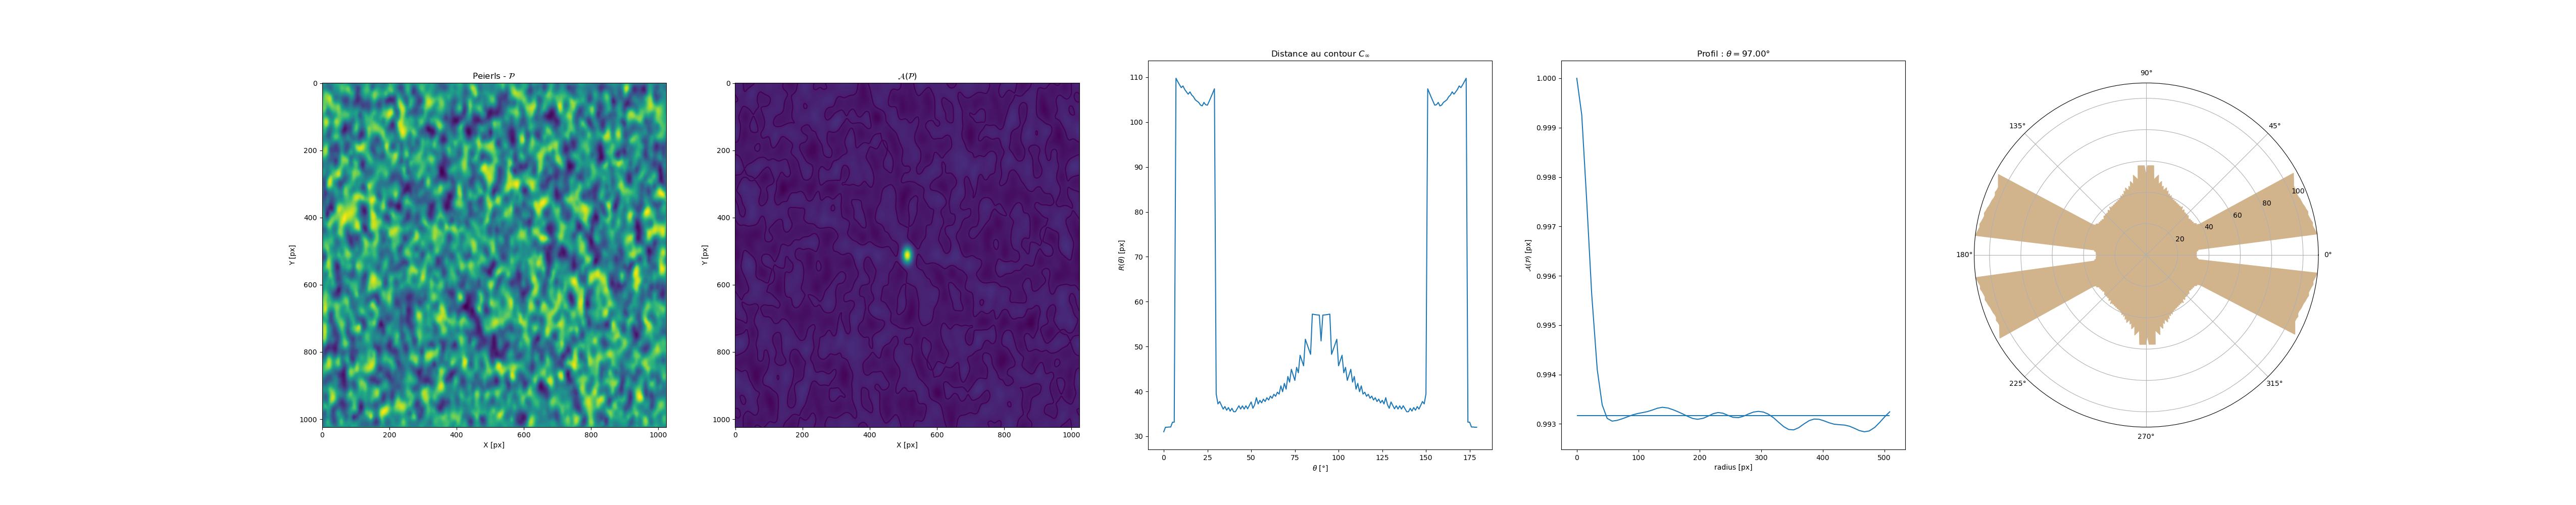 Peierls - 𝒫
0
200
400
600
800
1000
Y [px]
0 200 400 600 800 1000
X [px]
𝒜(𝒫)
0
200
400
600
800
1000
Y [px]
0 200 400 600 800 1000
X [px]
Distance au contour C∞
110
100
90
80
70
60
50
40
30
R(θ) [px]
0 25 50 75 100 125 150 175
θ [°]
Profil : θ = 97.00°
1.000
0.999
0.998
0.997
0.996
0.995
0.994
0.993
𝒜(𝒫) [px]
0 100 200 300 400 500
radius [px]
90°
135° 45°
100
80
60
40
20
180° 0°
225° 315°
270°